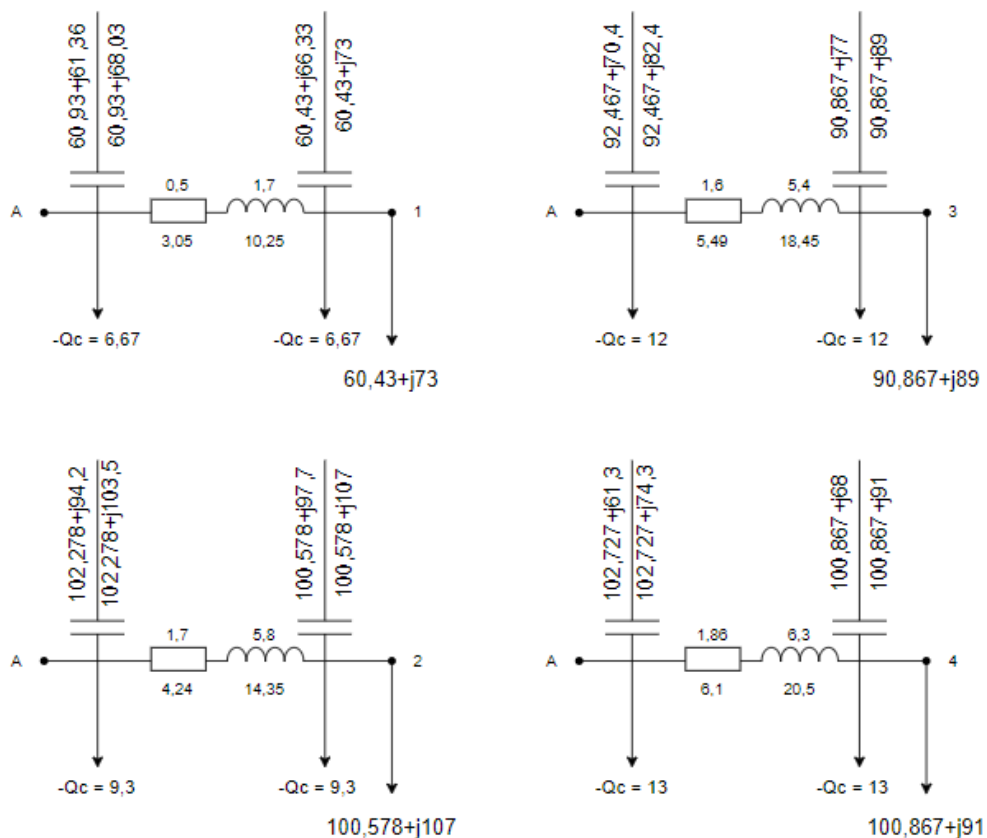 60,93+j61,36
60,93+j68,03
60,43+j66,33
60,43+j73
0,5
1,7
A
1
3,05
10,25
-Qc = 6,67
-Qc = 6,67
60,43+j73
92,467+j70,4
92,467+j82,4
90,867+j77
90,867+j89
1,6
5,4
A
3
5,49
18,45
-Qc = 12
-Qc = 12
90,867+j89
102,278+j94,2
102,278+j103,5
100,578+j97,7
100,578+j107
1,7
5,8
A
2
4,24
14,35
-Qc = 9,3
-Qc = 9,3
100,578+j107
102,727+j61,3
102,727+j74,3
100,867+j68
100,867+j91
1,86
6,3
A
4
6,1
20,5
-Qc = 13
-Qc = 13
100,867+j91